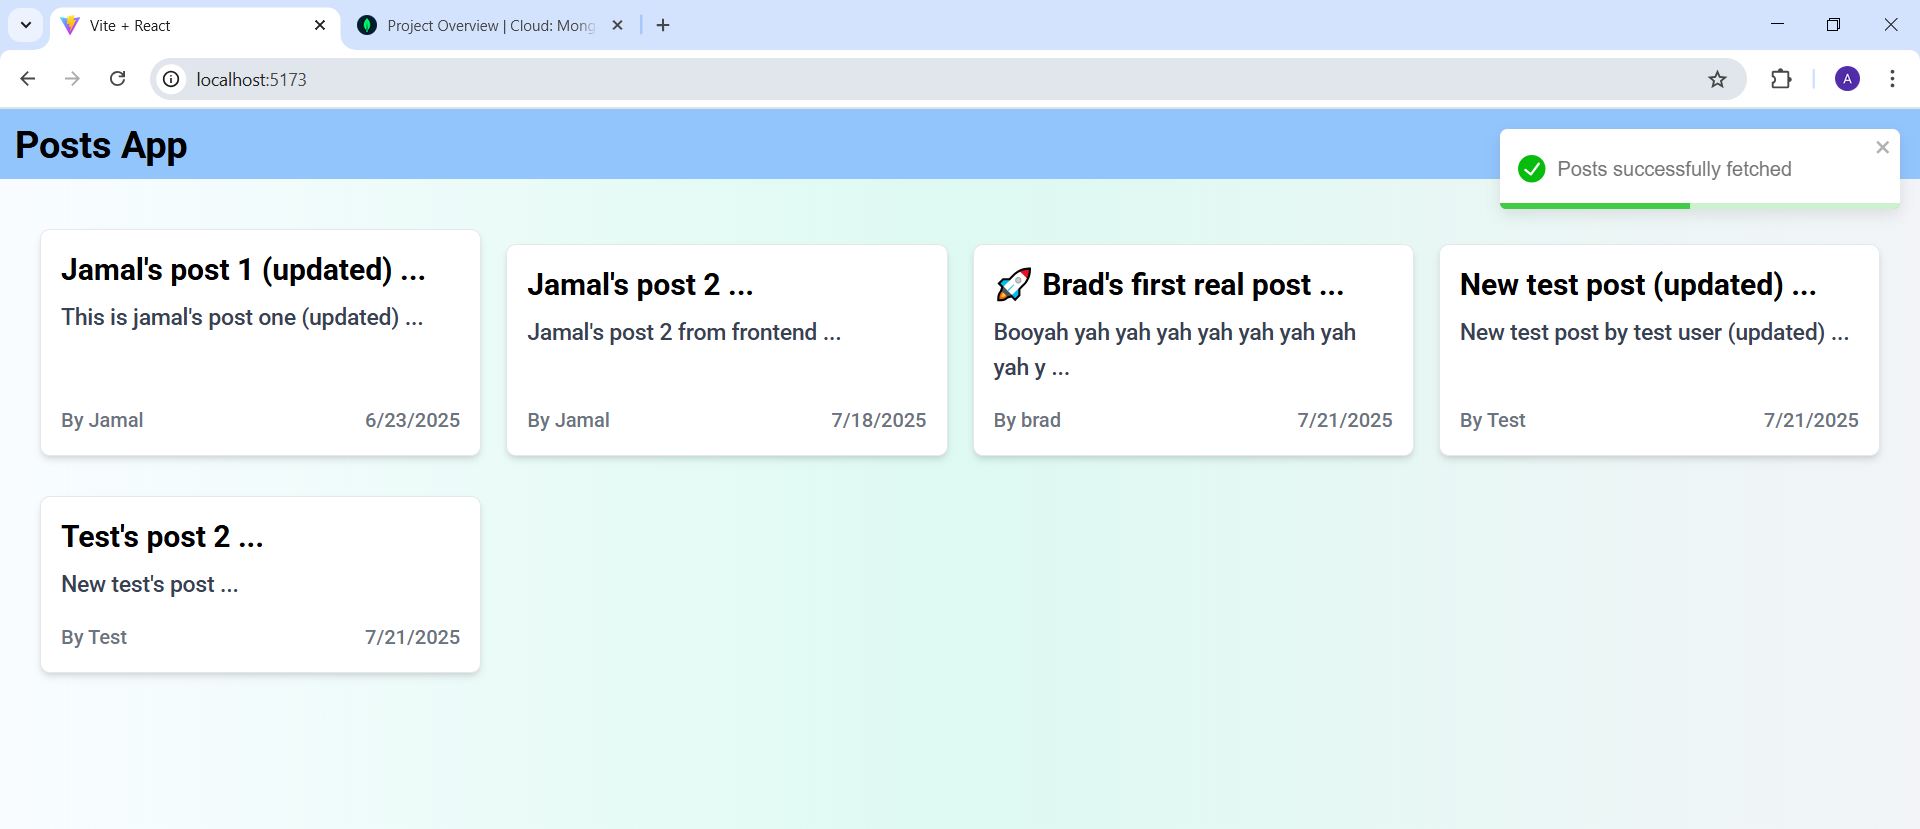 Vite + React
Project Overview | Cloud: Mong
localhost:5173
A
Posts App
Posts successfully fetched
Jamal's post 1 (updated) ...
This is jamal's post one (updated) ...
By Jamal 6/23/2025
Jamal's post 2 ...
Jamal's post 2 from frontend ...
By Jamal 7/18/2025
🚀 Brad's first real post ...
Booyah yah yah yah yah yah yah yah
yah y ...
By brad 7/21/2025
New test post (updated) ...
New test post by test user (updated) ...
By Test 7/21/2025
Test's post 2 ...
New test's post ...
By Test 7/21/2025